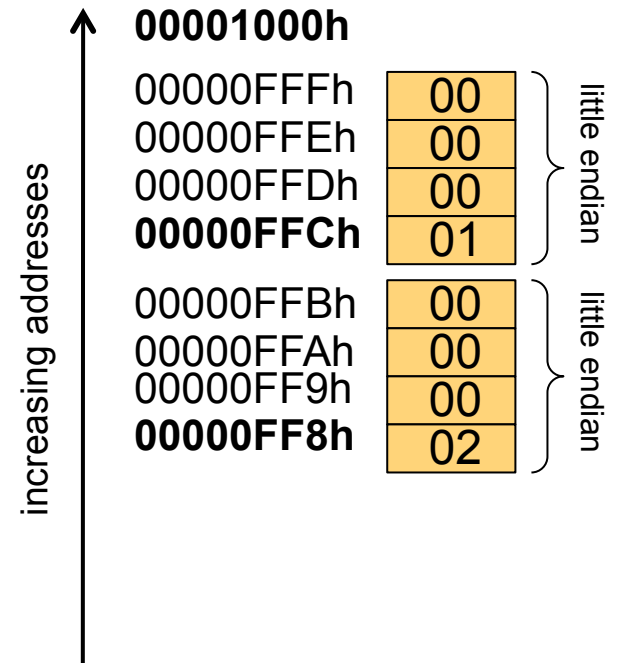 00001000h
00000FFFh 00
00000FFEh 00
00000FFDh 00
00000FFCh 01
little endian
00000FFBh 00
00000FFAh 00
00000FF9h 00
00000FF8h 02
little endian
increasing addresses